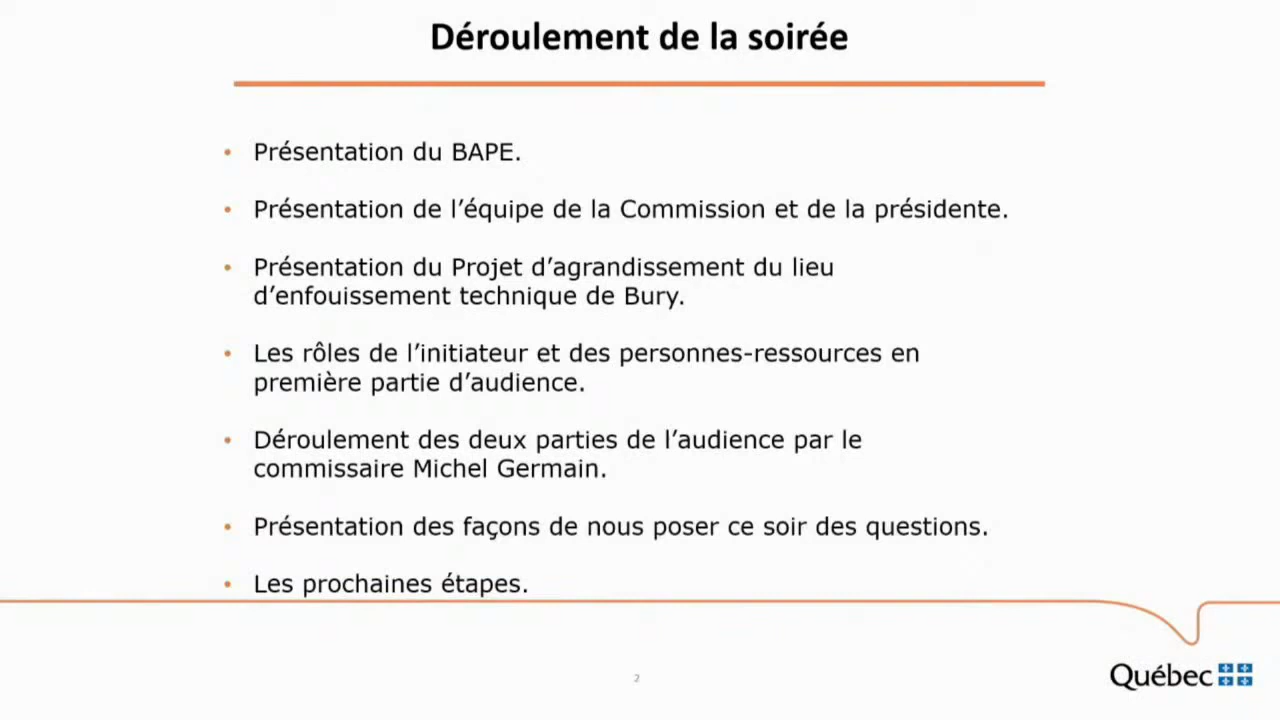 Déroulement de la soirée
• Présentation du BAPE.
• Présentation de l’équipe de la Commission et de la présidente.
• Présentation du Projet d’agrandissement du lieu
d’enfouissement technique de Bury.
• Les rôles de l’initiateur et des personnes-ressources en
première partie d’audience.
• Déroulement des deux parties de l’audience par le
commissaire Michel Germain.
• Présentation des façons de nous poser ce soir des questions.
• Les prochaines étapes.
2
Québec